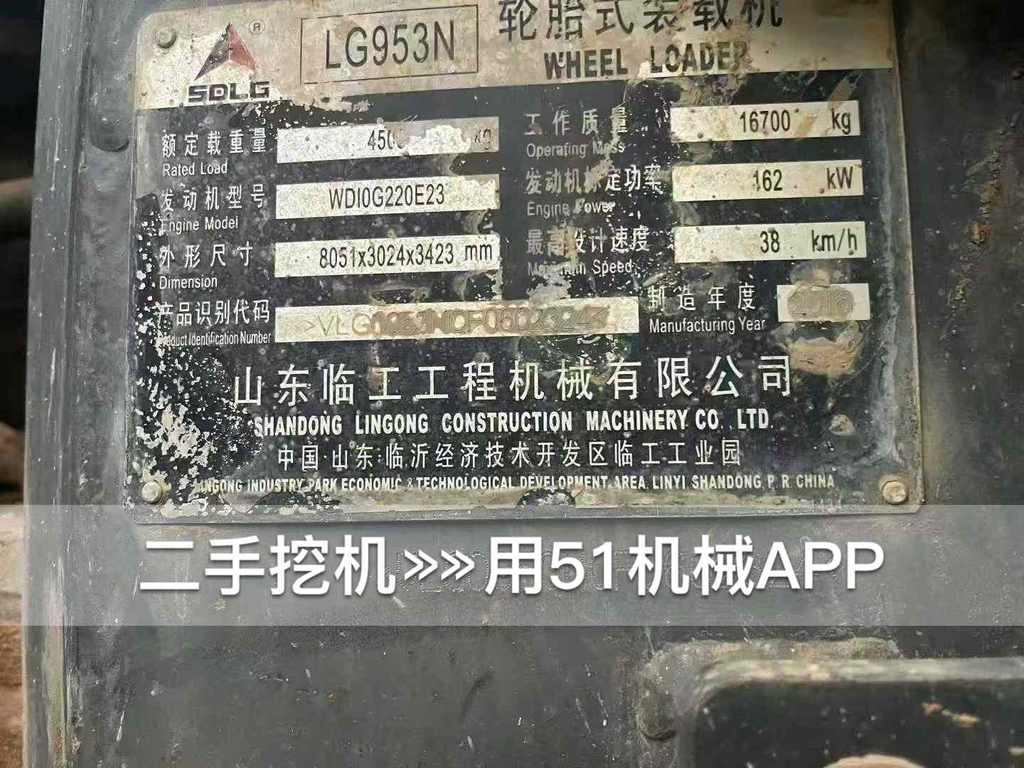 SDLG ®
LG953N
轮胎式装载机
WHEEL LOADER
额定载重量 kg
Rated Load
工作质量 16700 kg
Operating Mass
发动机型号 WD10G220E23
Engine Model
发动机标定功率 162 kW
Engine Power
外形尺寸 8051x3024x3423 mm
Dimension
最高设计速度 38 km/h
Maximum Speed
产品识别代码
Product Identification Number
制造年度
Manufacturing Year
山东临工工程机械有限公司
SHANDONG LINGONG CONSTRUCTION MACHINERY CO. LTD.
中国·山东·临沂经济技术开发区临工工业园
LINGONG INDUSTRY PARK ECONOMIC & TECHNOLOGICAL DEVELOPMENT AREA, LINYI SHANDONG P. R. CHINA
二手挖机>>>>用51机械APP